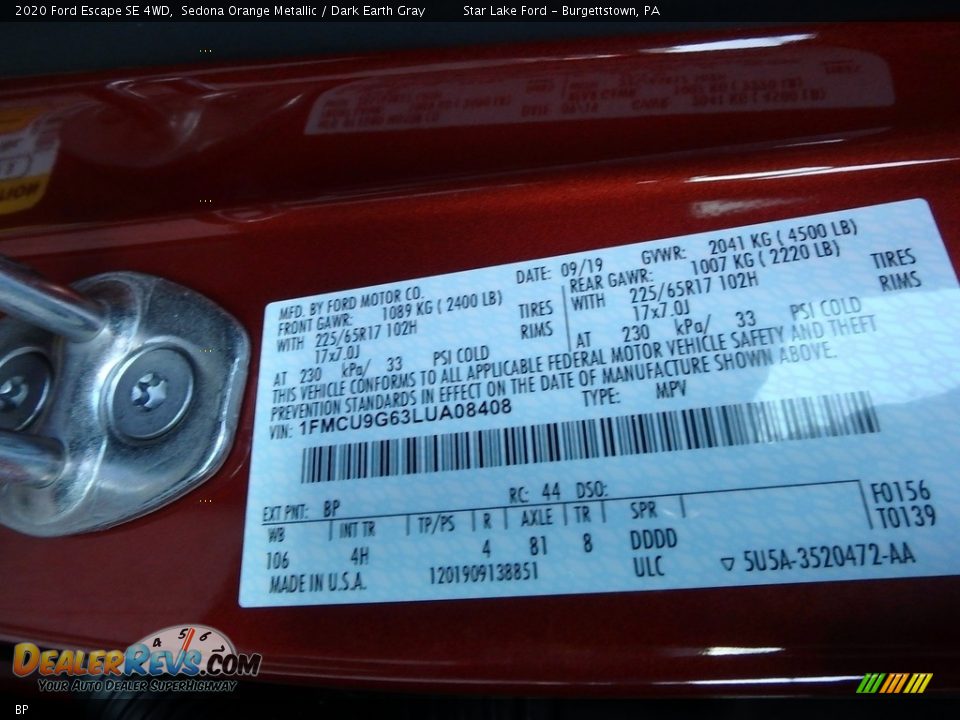 2020 Ford Escape SE 4WD, Sedona Orange Metallic / Dark Earth Gray Star Lake Ford - Burgettstown, PA
MFD. BY FORD MOTOR CO. DATE: 09/19 GVWR: 2041 KG ( 4500 LB)
FRONT GAWR: 1089 KG ( 2400 LB) REAR GAWR: 1007 KG ( 2220 LB)
WITH 225/65R17 102H TIRES WITH 225/65R17 102H TIRES
17x7.0J RIMS 17x7.0J RIMS
AT 230 kPa/ 33 PSI COLD AT 230 kPa/ 33 PSI COLD
THIS VEHICLE CONFORMS TO ALL APPLICABLE FEDERAL MOTOR VEHICLE SAFETY AND THEFT
PREVENTION STANDARDS IN EFFECT ON THE DATE OF MANUFACTURE SHOWN ABOVE.
VIN: 1FMCU9G63LUA08408 TYPE: MPV
EXT PNT: BP RC: 44 DSO: F0156
WB INT TR TP/PS R AXLE TR SPR T0139
106 4H 4 81 8 DDDD
MADE IN U.S.A. 1201909138851 ULC ▽ 5U5A-3520472-AA
4 5 6
DEALERREVS.COM
YOUR AUTO DEALER SUPERHIGHWAY
BP